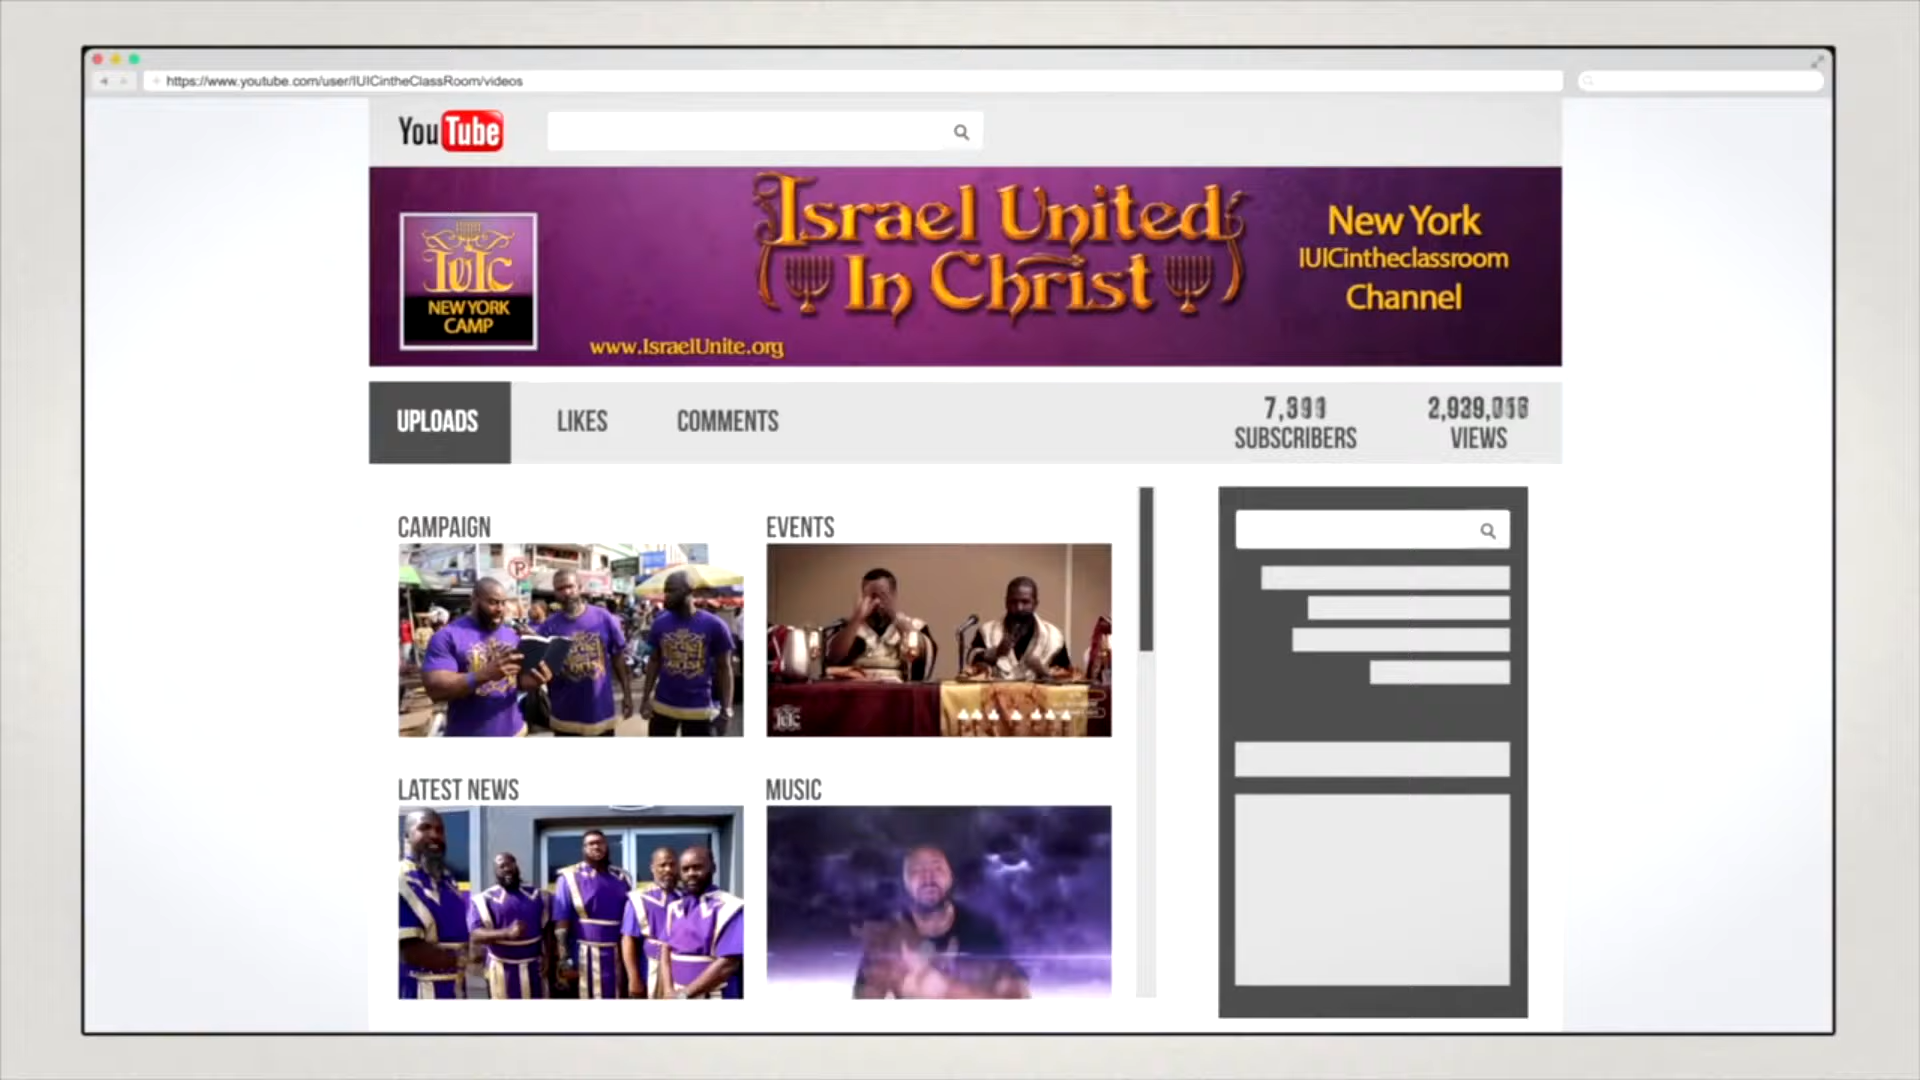 https://www.youtube.com/user/IUICintheClassRoom/videos
YouTube
Israel United
In Christ
IUIC
NEW YORK
CAMP
www.IsraelUnite.org
New York
IUICintheclassroom
Channel
UPLOADS
LIKES
COMMENTS
SUBSCRIBERS
VIEWS
CAMPAIGN
EVENTS
IUIC
LATEST NEWS
MUSIC